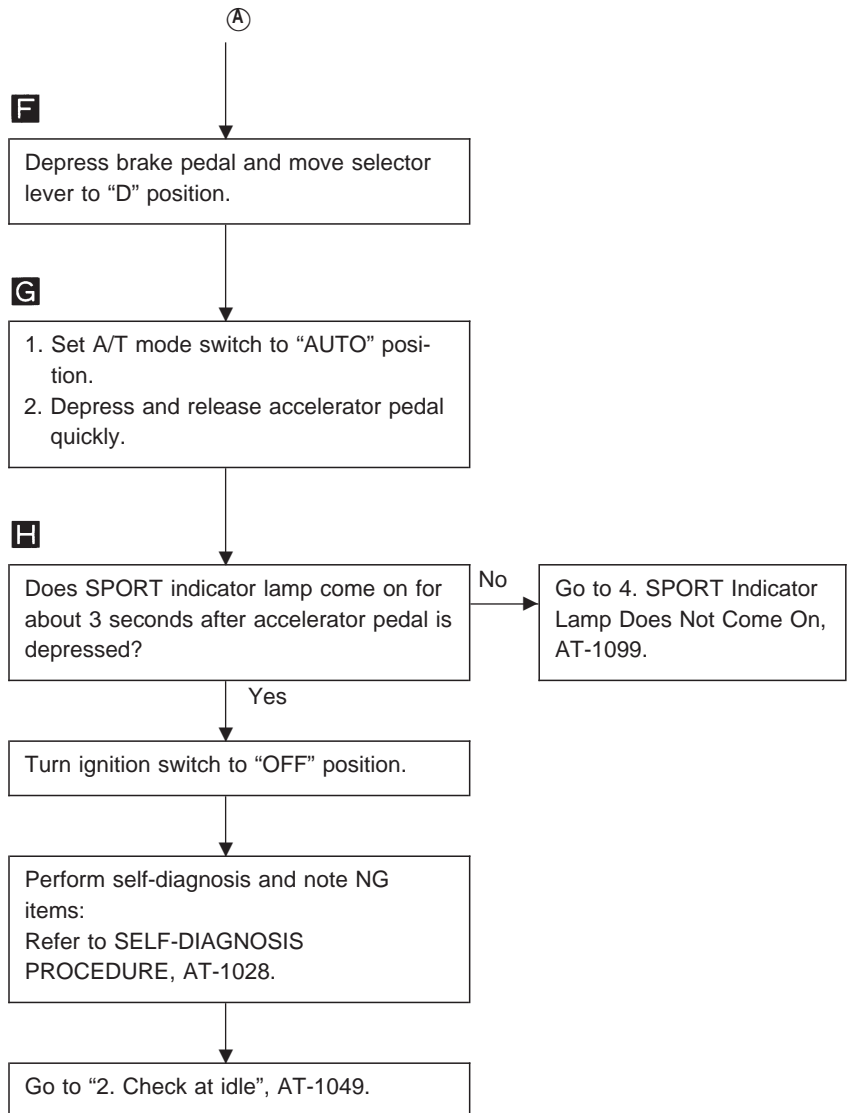 A
F
Depress brake pedal and move selector
lever to “D” position.
G
1. Set A/T mode switch to “AUTO” posi-
tion.
2. Depress and release accelerator pedal
quickly.
H
Does SPORT indicator lamp come on for
about 3 seconds after accelerator pedal is
depressed?
No
Go to 4. SPORT Indicator
Lamp Does Not Come On,
AT-1099.
Yes
Turn ignition switch to “OFF” position.
Perform self-diagnosis and note NG
items:
Refer to SELF-DIAGNOSIS
PROCEDURE, AT-1028.
Go to “2. Check at idle”, AT-1049.